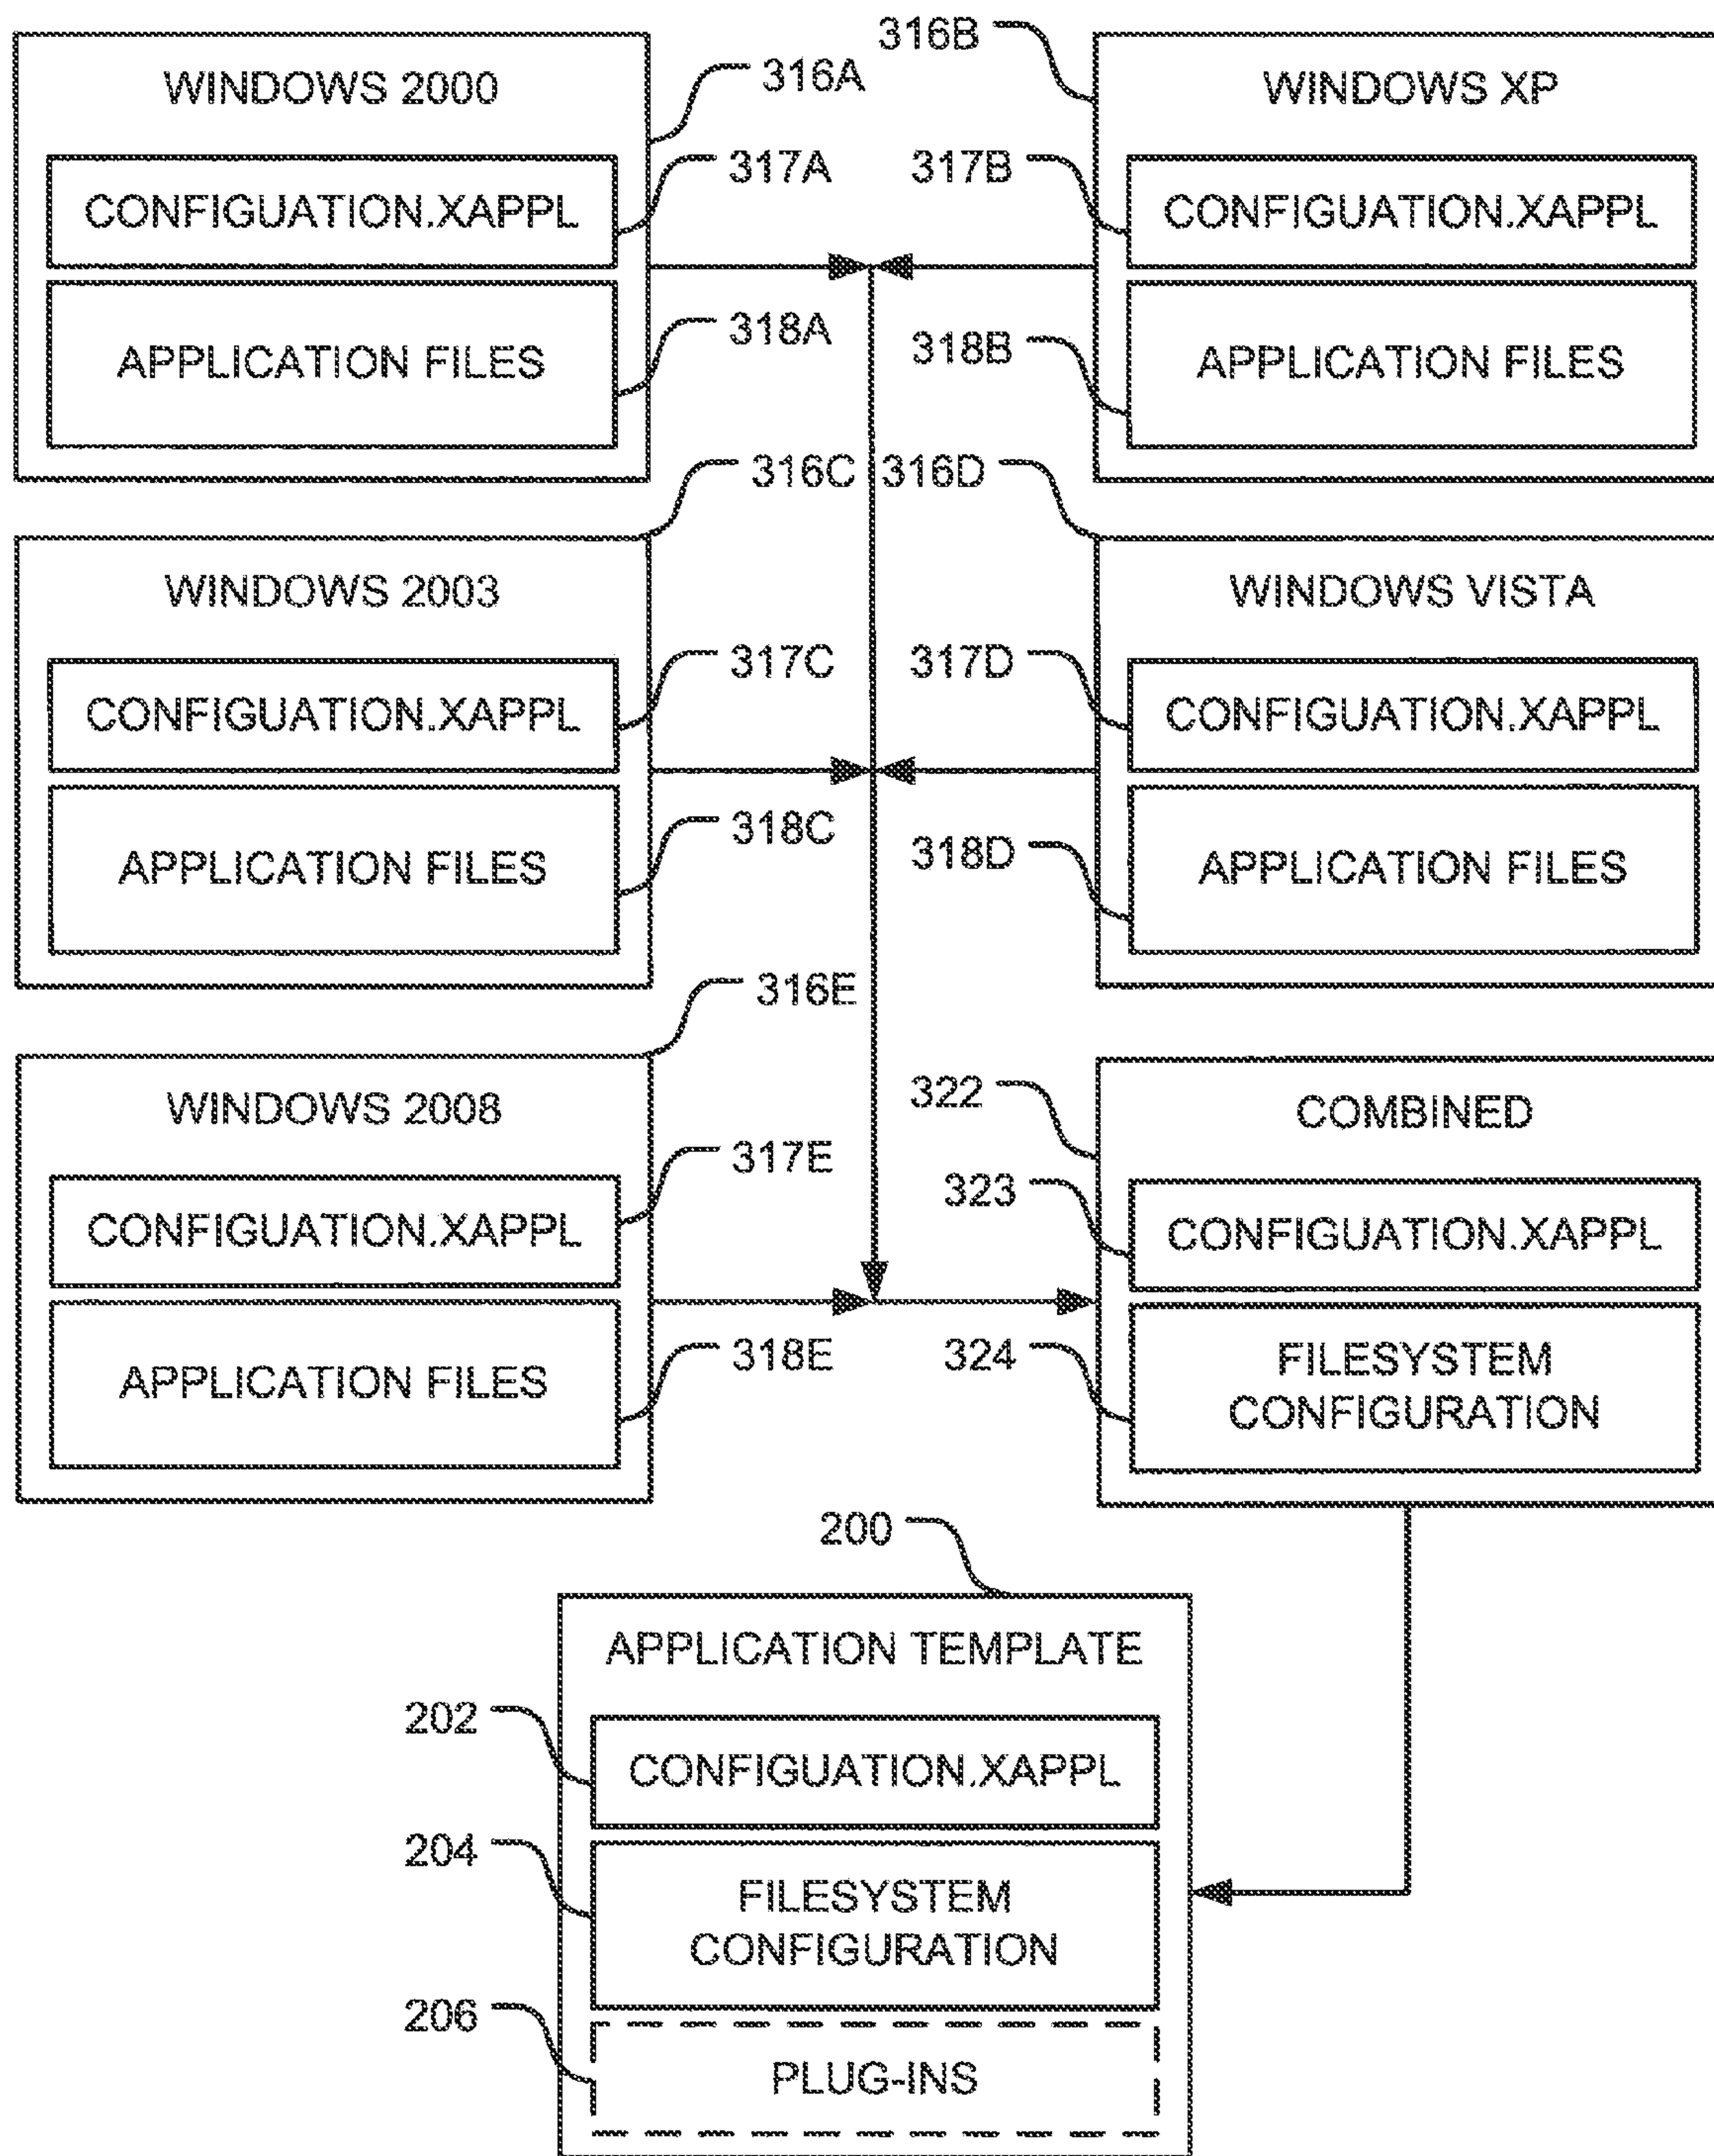 316B
WINDOWS 2000
316A
WINDOWS XP
317A
317B
CONFIGUATION.XAPPL
CONFIGUATION.XAPPL
318A
318B
APPLICATION FILES
APPLICATION FILES
316C
316D
WINDOWS 2003
WINDOWS VISTA
317C
317D
CONFIGUATION.XAPPL
CONFIGUATION.XAPPL
318C
318D
APPLICATION FILES
APPLICATION FILES
316E
322
WINDOWS 2008
COMBINED
317E
323
CONFIGUATION.XAPPL
CONFIGUATION.XAPPL
318E
324
APPLICATION FILES
FILESYSTEM
CONFIGURATION
200
APPLICATION TEMPLATE
202
CONFIGUATION.XAPPL
204
FILESYSTEM
CONFIGURATION
206
PLUG-INS